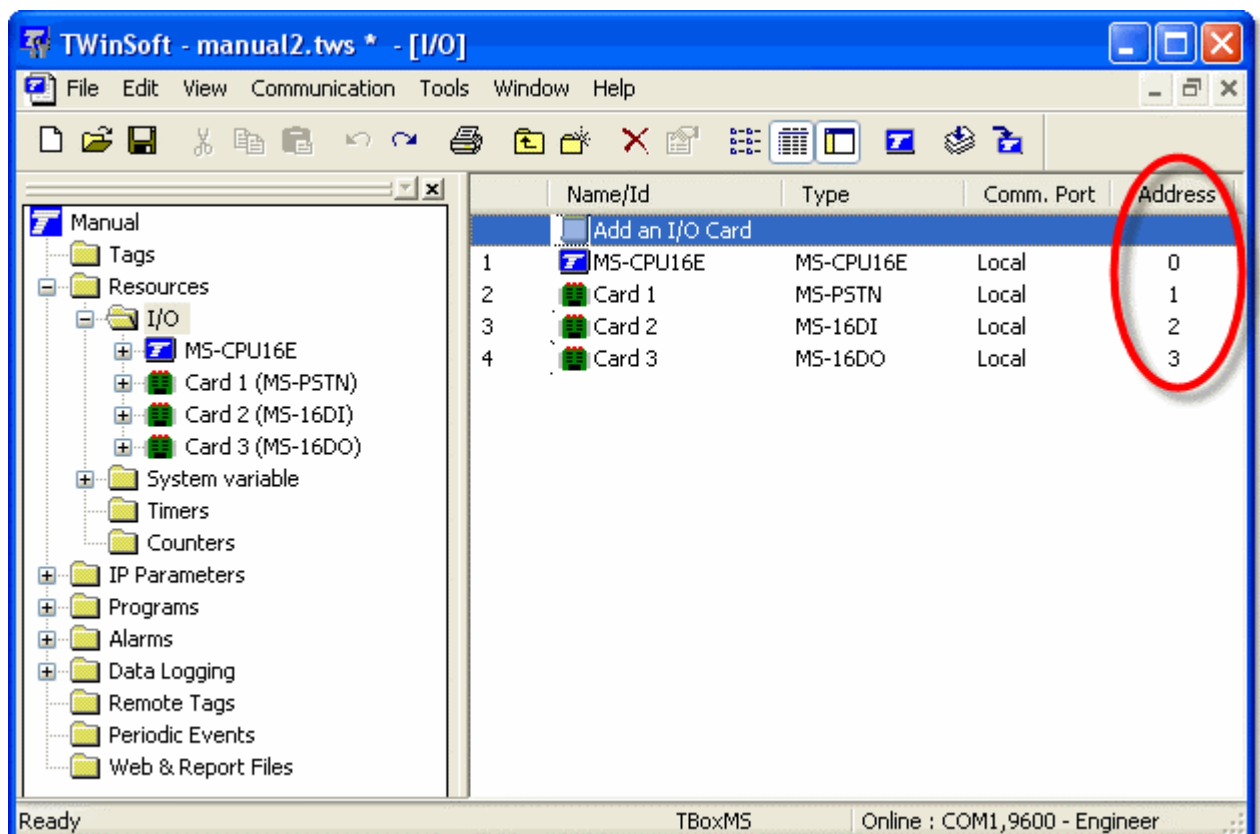 TWinSoft - manual2.tws * - [I/O]
File Edit View Communication Tools Window Help
Manual
Tags
Resources
I/O
MS-CPU16E
Card 1 (MS-PSTN)
Card 2 (MS-16DI)
Card 3 (MS-16DO)
System variable
Timers
Counters
IP Parameters
Programs
Alarms
Data Logging
Remote Tags
Periodic Events
Web & Report Files
Name/Id Type Comm. Port Address
Add an I/O Card
1 MS-CPU16E MS-CPU16E Local 0
2 Card 1 MS-PSTN Local 1
3 Card 2 MS-16DI Local 2
4 Card 3 MS-16DO Local 3
Ready TBoxMS Online : COM1,9600 - Engineer